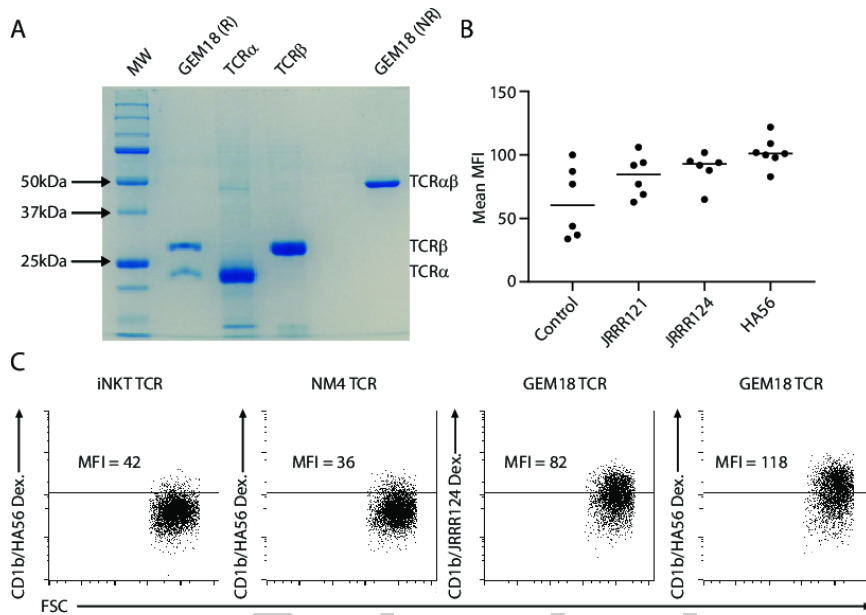 A
MW
GEM18 (R)
TCRα
TCRβ
GEM18 (NR)
50kDa
37kDa
25kDa
TCRαβ
TCRβ
TCRα
B
Mean MFI
150
100
50
0
Control
JRRR121
JRRR124
HA56
C
iNKT TCR
CD1b/HA56 Dex.
MFI = 42
NM4 TCR
CD1b/HA56 Dex.
MFI = 36
GEM18 TCR
CD1b/JRRR124 Dex.
MFI = 82
GEM18 TCR
CD1b/HA56 Dex.
MFI = 118
FSC